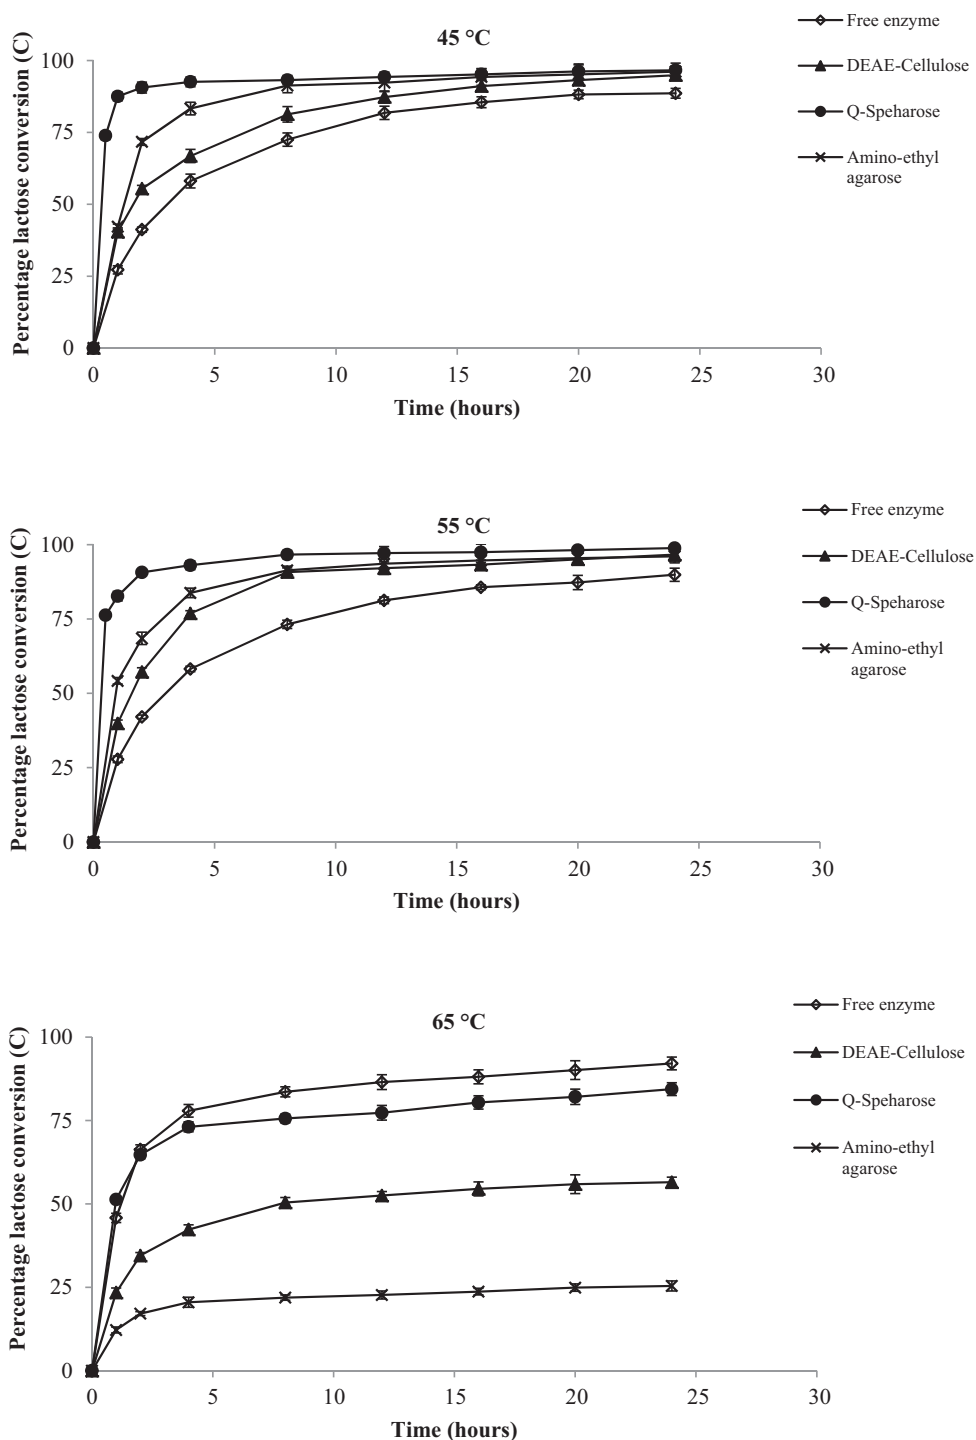 45 °C
Percentage lactose conversion (C)
100
75
50
25
0
0 5 10 15 20 25 30
Time (hours)
Free enzyme
DEAE-Cellulose
Q-Speharose
Amino-ethyl
agarose
55 °C
Percentage lactose conversion (C)
100
75
50
25
0
0 5 10 15 20 25 30
Time (hours)
Free enzyme
DEAE-Cellulose
Q-Speharose
Amino-ethyl
agarose
65 °C
Percentage lactose conversion (C)
100
75
50
25
0
0 5 10 15 20 25 30
Time (hours)
Free enzyme
DEAE-Cellulose
Q-Speharose
Amino-ethyl
agarose